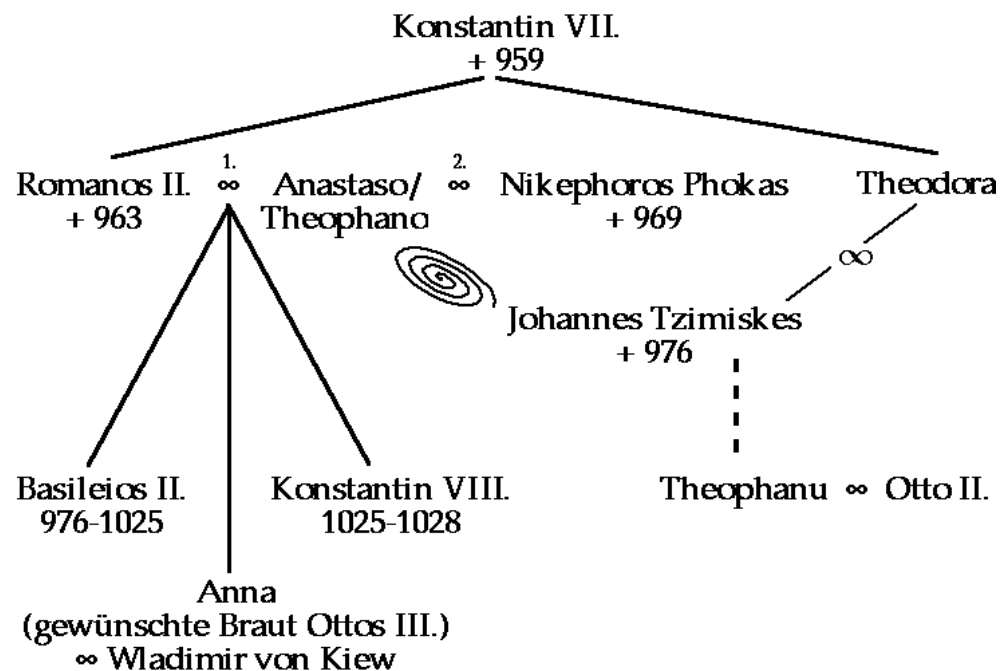 Konstantin VII.
+ 959
1. 2.
Romanos II. ∞ Anastaso/ ∞ Nikephoros Phokas Theodora
+ 963 Theophano + 969
∞
Johannes Tzimiskes
+ 976
Basileios II. Konstantin VIII. Theophanu ∞ Otto II.
976-1025 1025-1028
Anna
(gewünschte Braut Ottos III.)
∞ Wladimir von Kiew